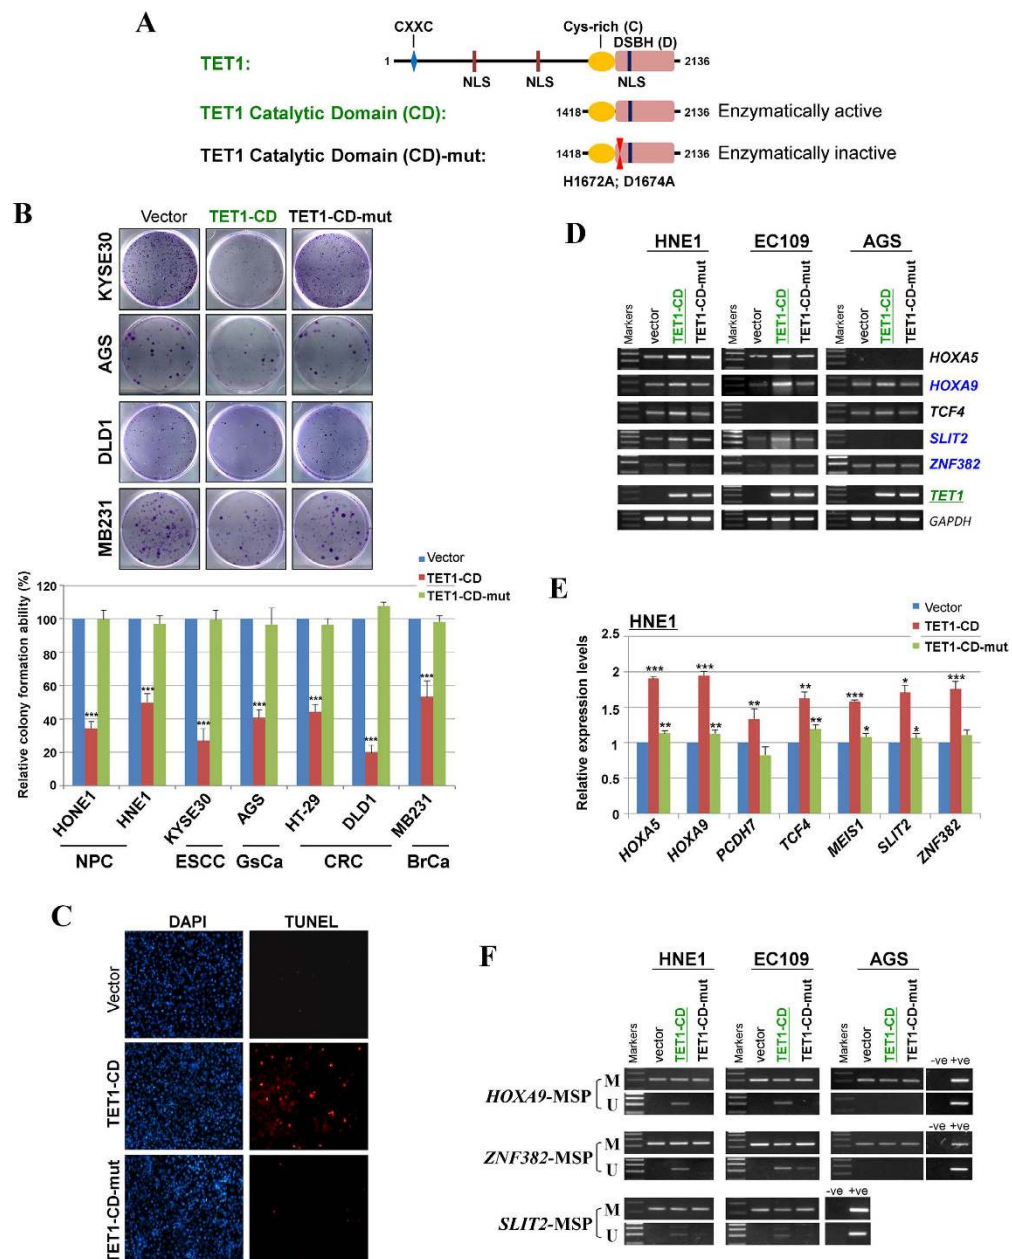 A
CXXC
Cys-rich (C)
DSBH (D)
TET1:
1
2136
NLS
NLS
NLS
TET1 Catalytic Domain (CD):
1418
2136
Enzymatically active
TET1 Catalytic Domain (CD)-mut:
1418
2136
Enzymatically inactive
H1672A; D1674A
B
Vector
TET1-CD
TET1-CD-mut
KYSE30
AGS
DLD1
MB231
Vector
TET1-CD
TET1-CD-mut
Relative colony formation ability (%)
120
100
80
60
40
20
0
***
***
***
***
***
***
***
HONE1
HNE1
KYSE30
AGS
HT-29
DLD1
MB231
NPC
ESCC
GsCa
CRC
BrCa
C
DAPI
TUNEL
Vector
TET1-CD
TET1-CD-mut
D
HNE1
EC109
AGS
Markers
vector
TET1-CD
TET1-CD-mut
Markers
vector
TET1-CD
TET1-CD-mut
Markers
vector
TET1-CD
TET1-CD-mut
HOXA5
HOXA9
TCF4
SLIT2
ZNF382
TET1
GAPDH
E
HNE1
Vector
TET1-CD
TET1-CD-mut
Relative expression levels
2.5
2
1.5
1
0.5
0
***
**
***
**
**
**
**
***
*
*
*
***
HOXA5
HOXA9
PCDH7
TCF4
MEIS1
SLIT2
ZNF382
F
HNE1
EC109
AGS
Markers
vector
TET1-CD
TET1-CD-mut
Markers
vector
TET1-CD
TET1-CD-mut
Markers
vector
TET1-CD
TET1-CD-mut
-ve +ve
HOXA9-MSP
M
U
-ve +ve
ZNF382-MSP
M
U
-ve +ve
SLIT2-MSP
M
U